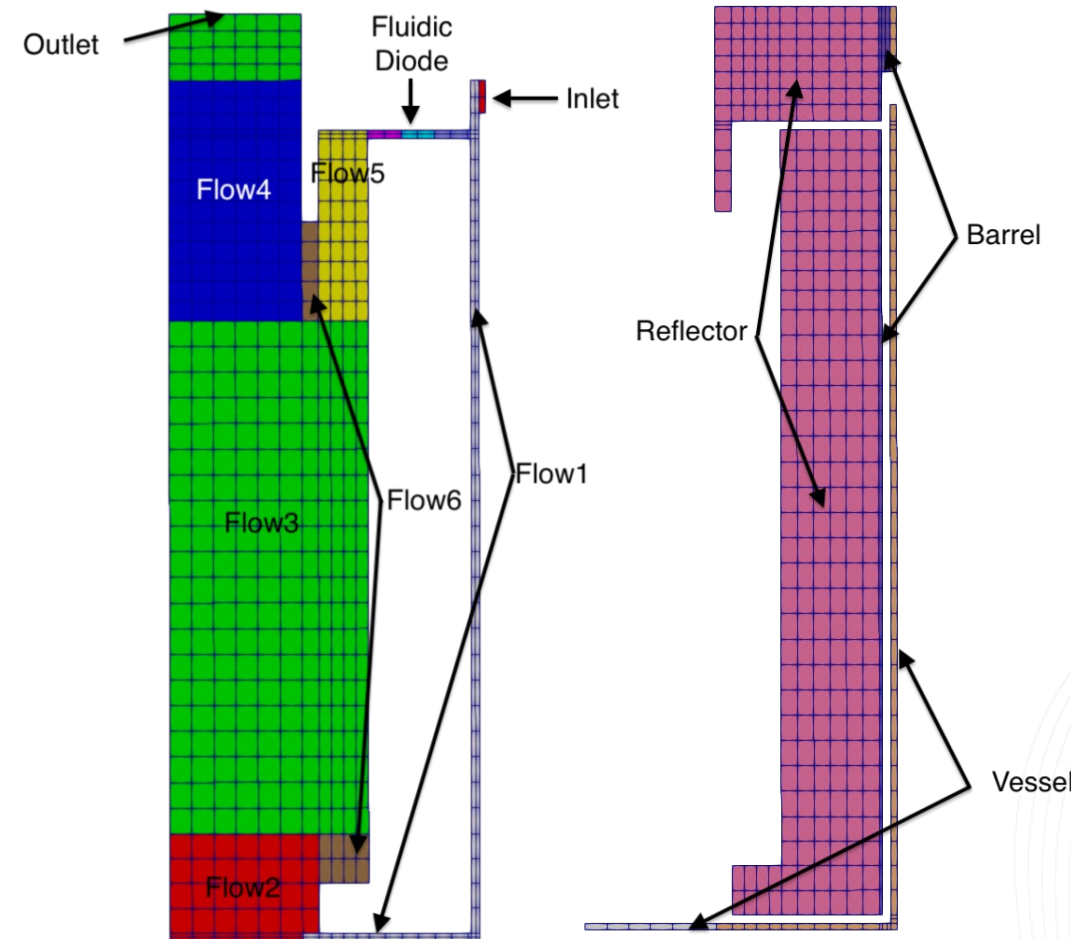 Outlet
Fluidic
Diode
Inlet
Flow5
Flow4
Barrel
Reflector
Flow1
Flow6
Flow3
Vessel
Flow2